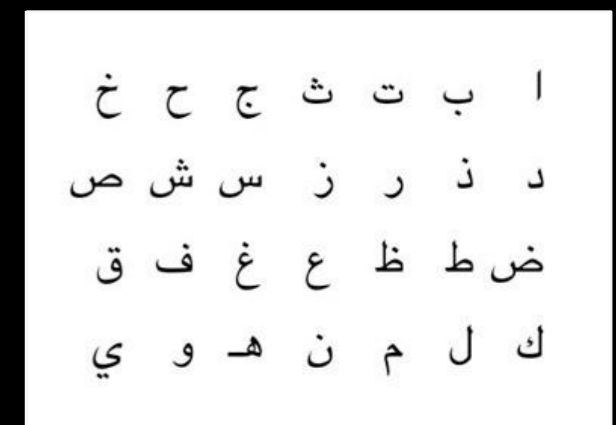 ا ب ت ث ج ح خ
د ذ ر ز س ش ص
ض ط ظ ع غ ف ق
ك ل م ن هـ و ي